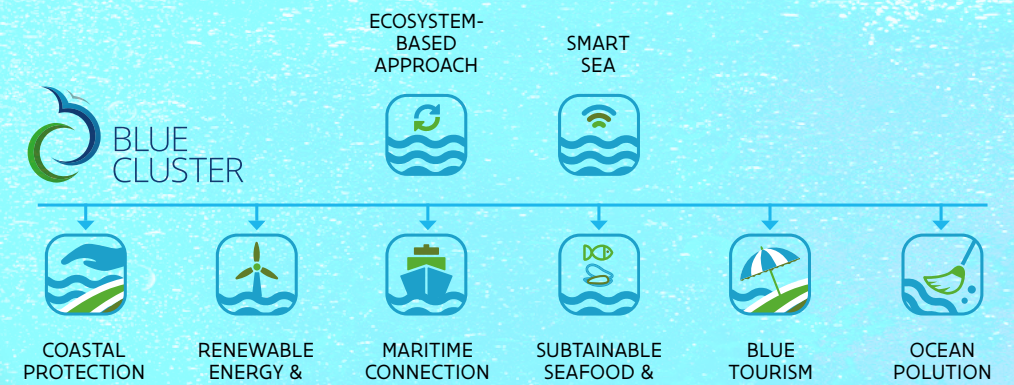 ECOSYSTEM-
BASED
APPROACH
SMART
SEA
BLUE
CLUSTER
COASTAL
PROTECTION
RENEWABLE
ENERGY &
MARITIME
CONNECTION
SUBTAINABLE
SEAFOOD &
BLUE
TOURISM
OCEAN
POLUTION